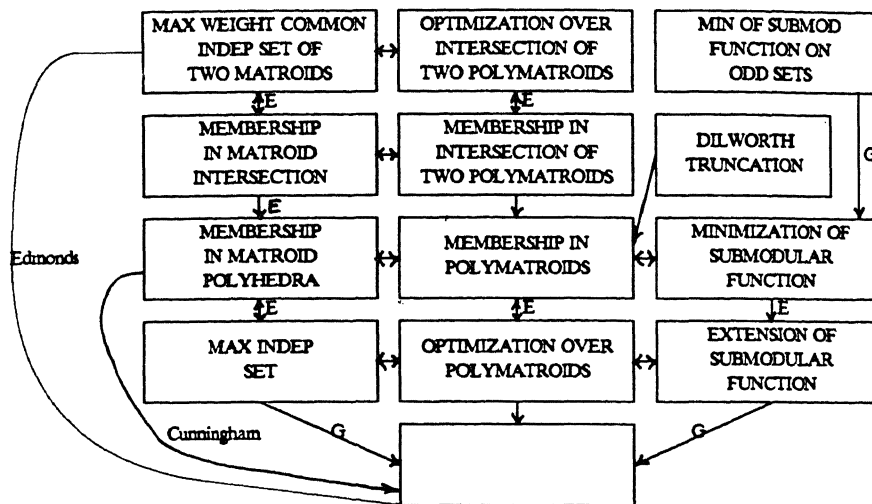 MAX WEIGHT COMMON
INDEP SET OF
TWO MATROIDS
OPTIMIZATION OVER
INTERSECTION OF
TWO POLYMATROIDS
MIN OF SUBMOD
FUNCTION ON
ODD SETS
E
E
MEMBERSHIP
IN MATROID
INTERSECTION
MEMBERSHIP IN
INTERSECTION OF
TWO POLYMATROIDS
DILWORTH
TRUNCATION
G
E
Edmonds
MEMBERSHIP
IN MATROID
POLYHEDRA
MEMBERSHIP IN
POLYMATROIDS
MINIMIZATION OF
SUBMODULAR
FUNCTION
E
E
E
MAX INDEP
SET
OPTIMIZATION OVER
POLYMATROIDS
EXTENSION OF
SUBMODULAR
FUNCTION
Cunningham
G
G